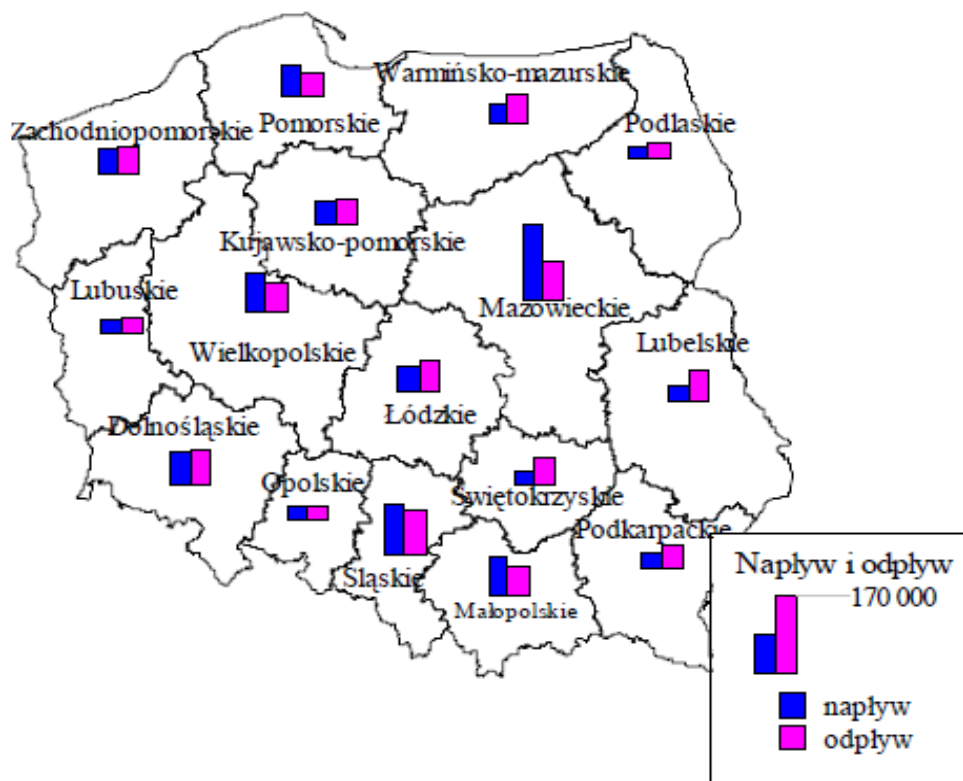 Warmińsko-mazurskie
Pomorskie
Podlaskie
Zachodniopomorskie
Kujawsko-pomorskie
Lubuskie
Mazowieckie
Wielkopolskie
Lubelskie
Łódzkie
Dolnośląskie
Opolskie
Świętokrzyskie
Podkarpackie
Śląskie
Małopolskie
Napływ i odpływ
170 000
napływ
odpływ